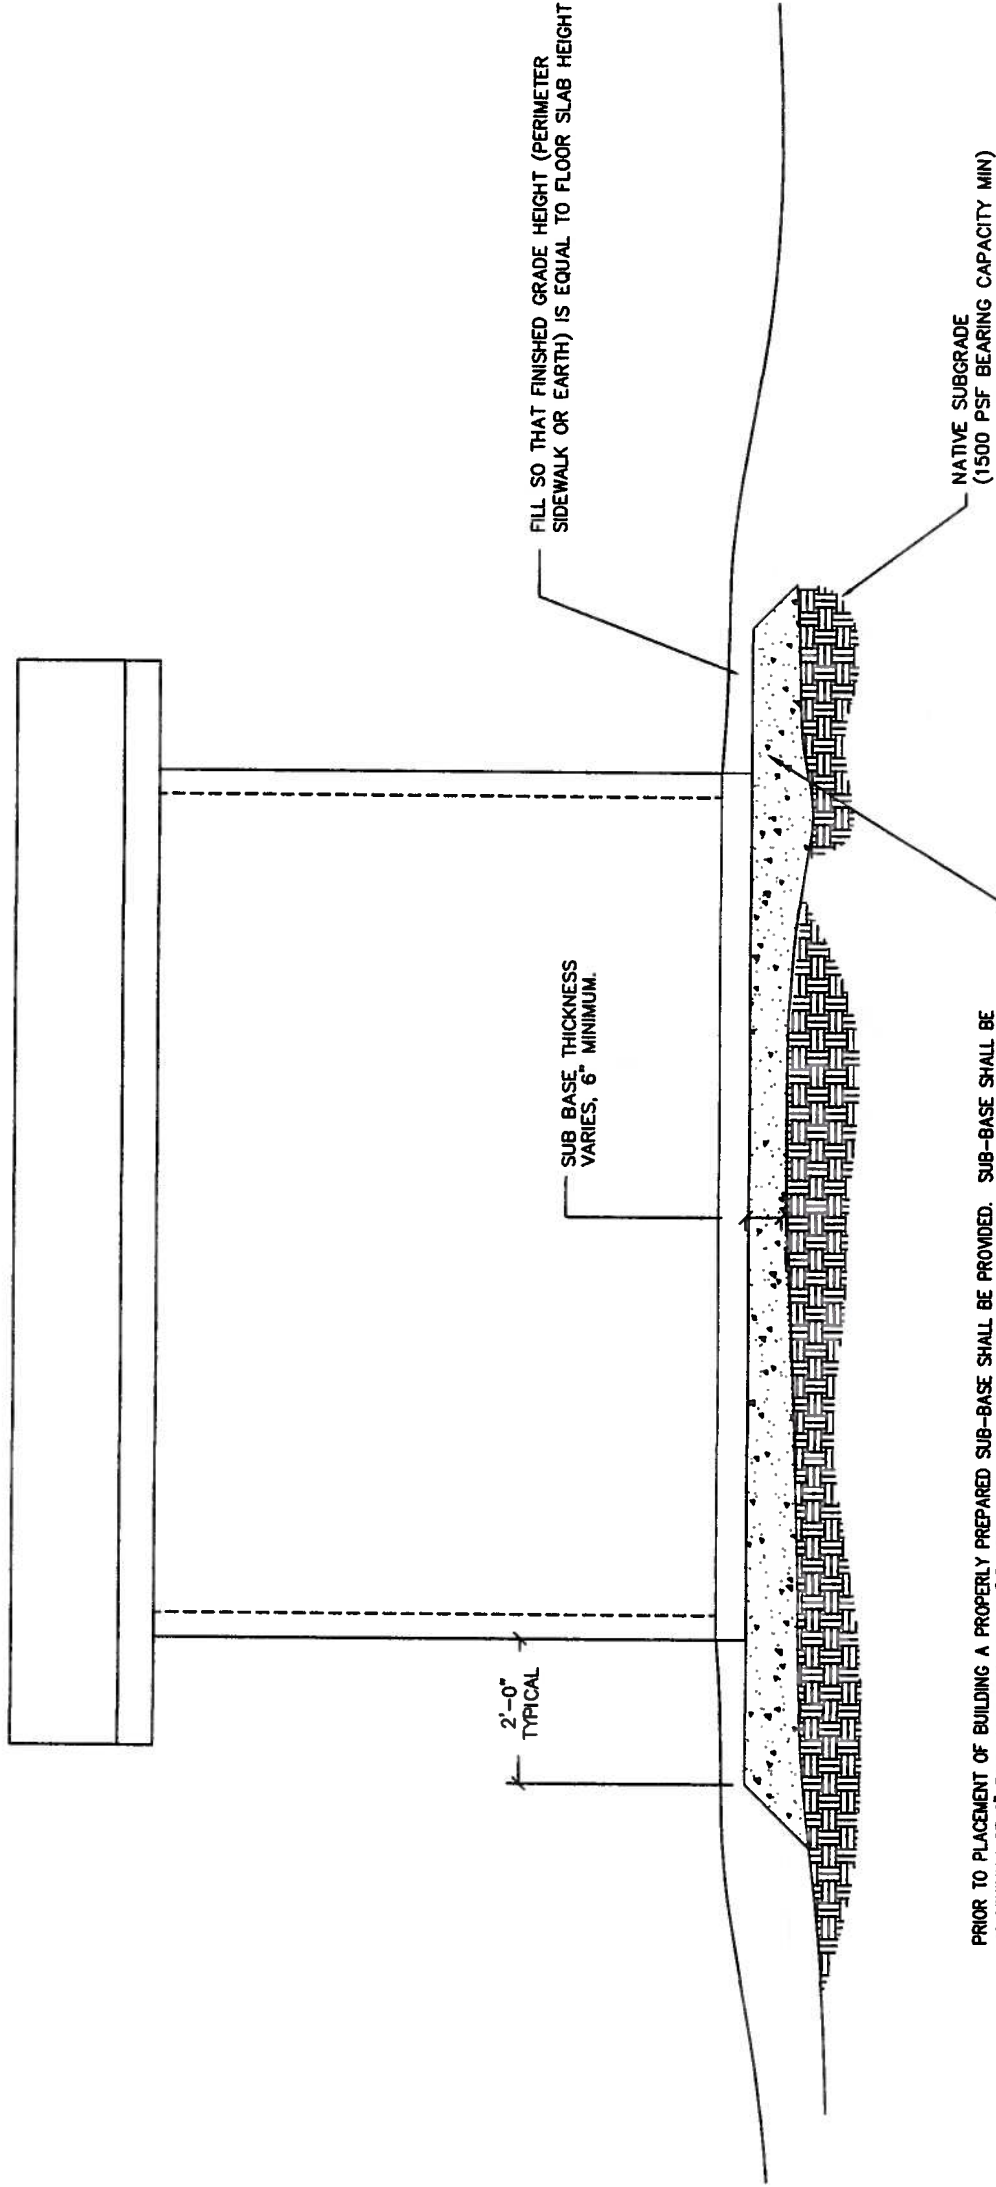 FILL SO THAT FINISHED GRADE HEIGHT (PERIMETER
SIDEWALK OR EARTH) IS EQUAL TO FLOOR SLAB HEIGHT
SUB BASE THICKNESS
VARIES, 6" MINIMUM.
2'-0"
TYPICAL
NATIVE SUBGRADE
(1500 PSF BEARING CAPACITY MIN)
PRIOR TO PLACEMENT OF BUILDING A PROPERLY PREPARED SUB-BASE SHALL BE PROVIDED. SUB-BASE SHALL BE